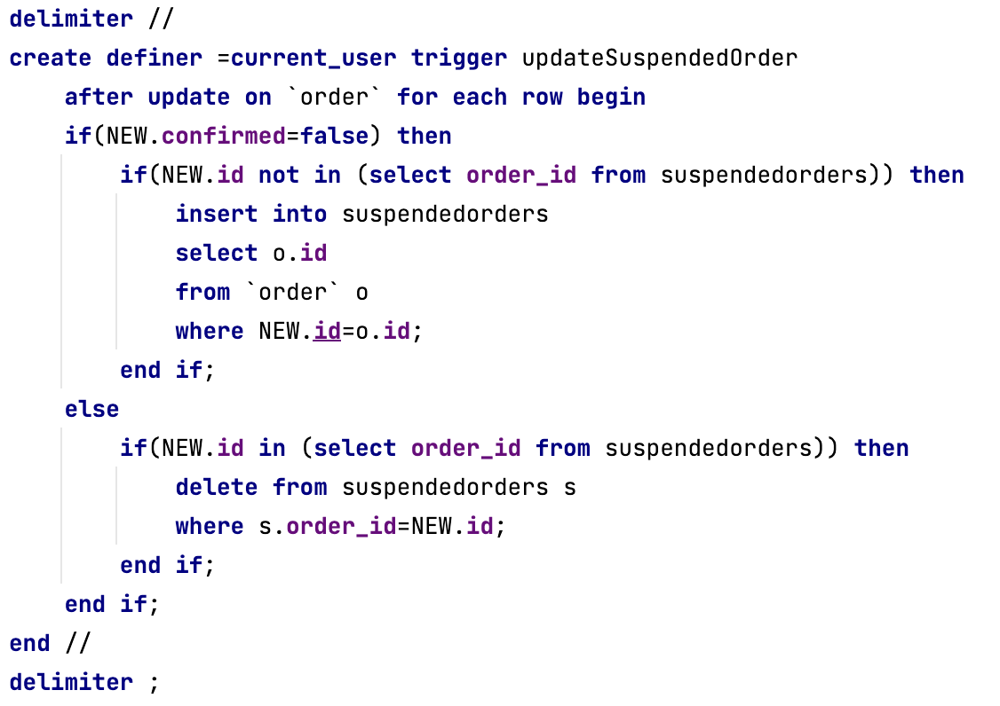 delimiter //
create definer =current_user trigger updateSuspendedOrder
    after update on `order` for each row begin
    if(NEW.confirmed=false) then
        if(NEW.id not in (select order_id from suspendedorders)) then
            insert into suspendedorders
            select o.id
            from `order` o
            where NEW.id=o.id;
        end if;
    else
        if(NEW.id in (select order_id from suspendedorders)) then
            delete from suspendedorders s
            where s.order_id=NEW.id;
        end if;
    end if;
end //
delimiter ;